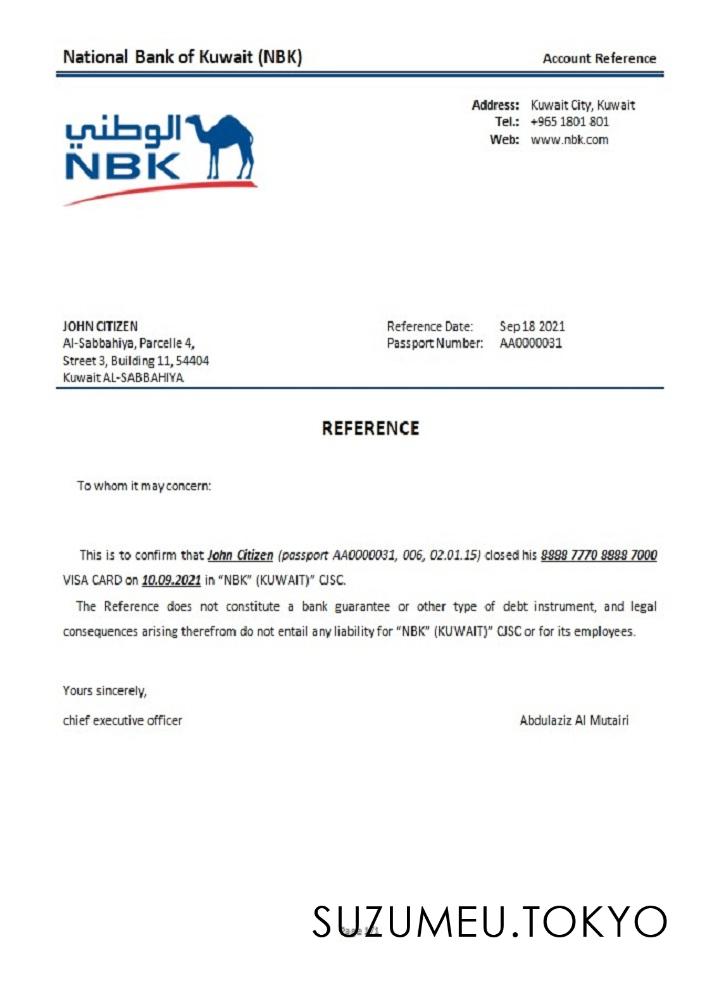 National Bank of Kuwait (NBK)
Account Reference
Address: Kuwait City, Kuwait
Tel.: +965 1801 801
Web: www.nbk.com
الوطني
NBK
JOHN CITIZEN
Al-Sabbahiya, Parcelle 4,
Street 3, Building 11, 54404
Kuwait AL-SABBAHIYA
Reference Date: Sep 18 2021
Passport Number: AA0000031
REFERENCE
To whom it may concern:
This is to confirm that John Citizen (passport AA0000031, 006, 02.01.15) closed his 8888 7770 8888 7000
VISA CARD on 10.09.2021 in “NBK” (KUWAIT)” CJSC.
The Reference does not constitute a bank guarantee or other type of debt instrument, and legal
consequences arising therefrom do not entail any liability for “NBK” (KUWAIT)” CJSC or for its employees.
Yours sincerely,
chief executive officer
Abdulaziz Al Mutairi
SUZUMEU.TOKYO